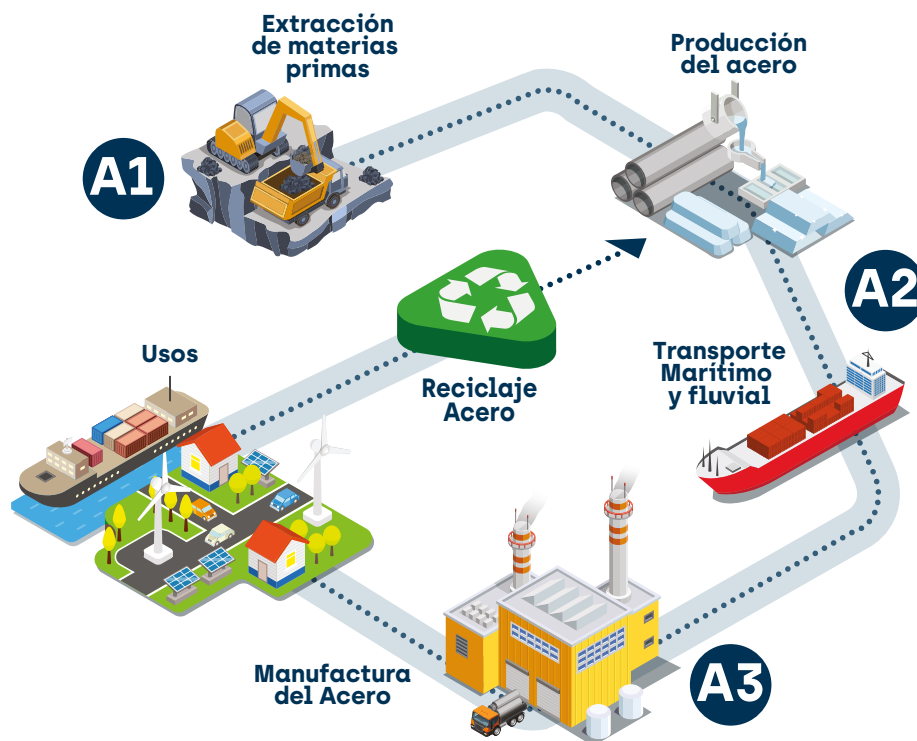 Extracción
de materias
primas
Producción
del acero
A1
A2
Usos
Reciclaje
Acero
Transporte
Marítimo
y fluvial
Manufactura
del Acero
A3